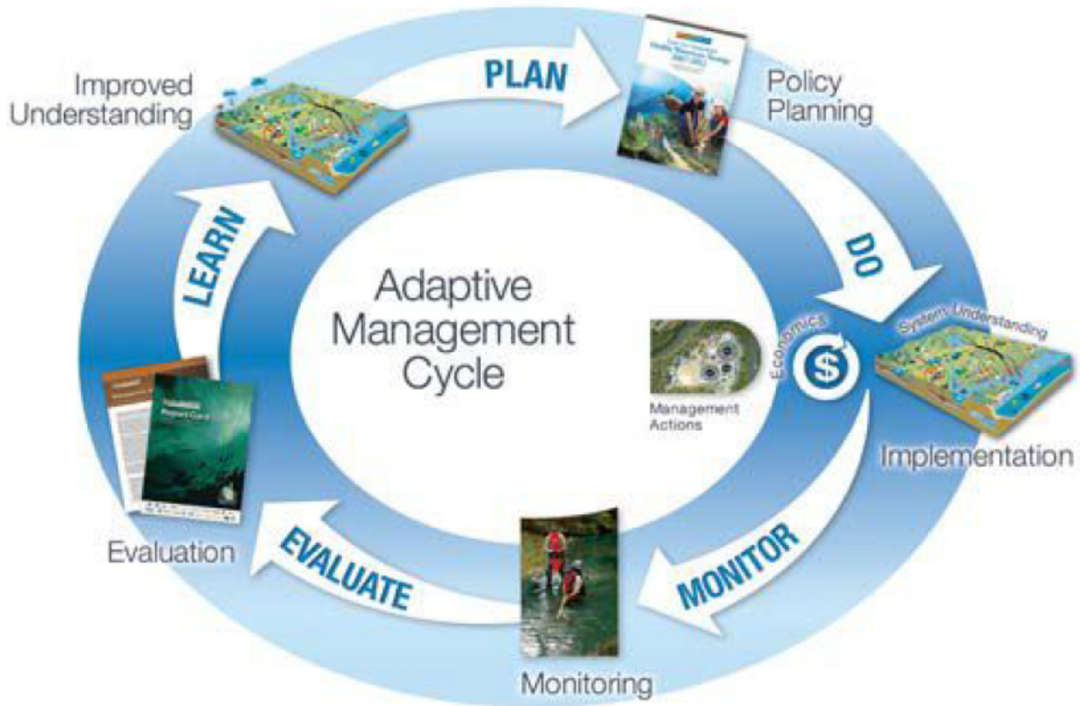 Improved
Understanding
PLAN
Policy
Planning
DO
Adaptive
Management
Cycle
Economics
System Understanding
Management
Actions
Implementation
LEARN
Report Card
Evaluation
EVALUATE
MONITOR
Monitoring